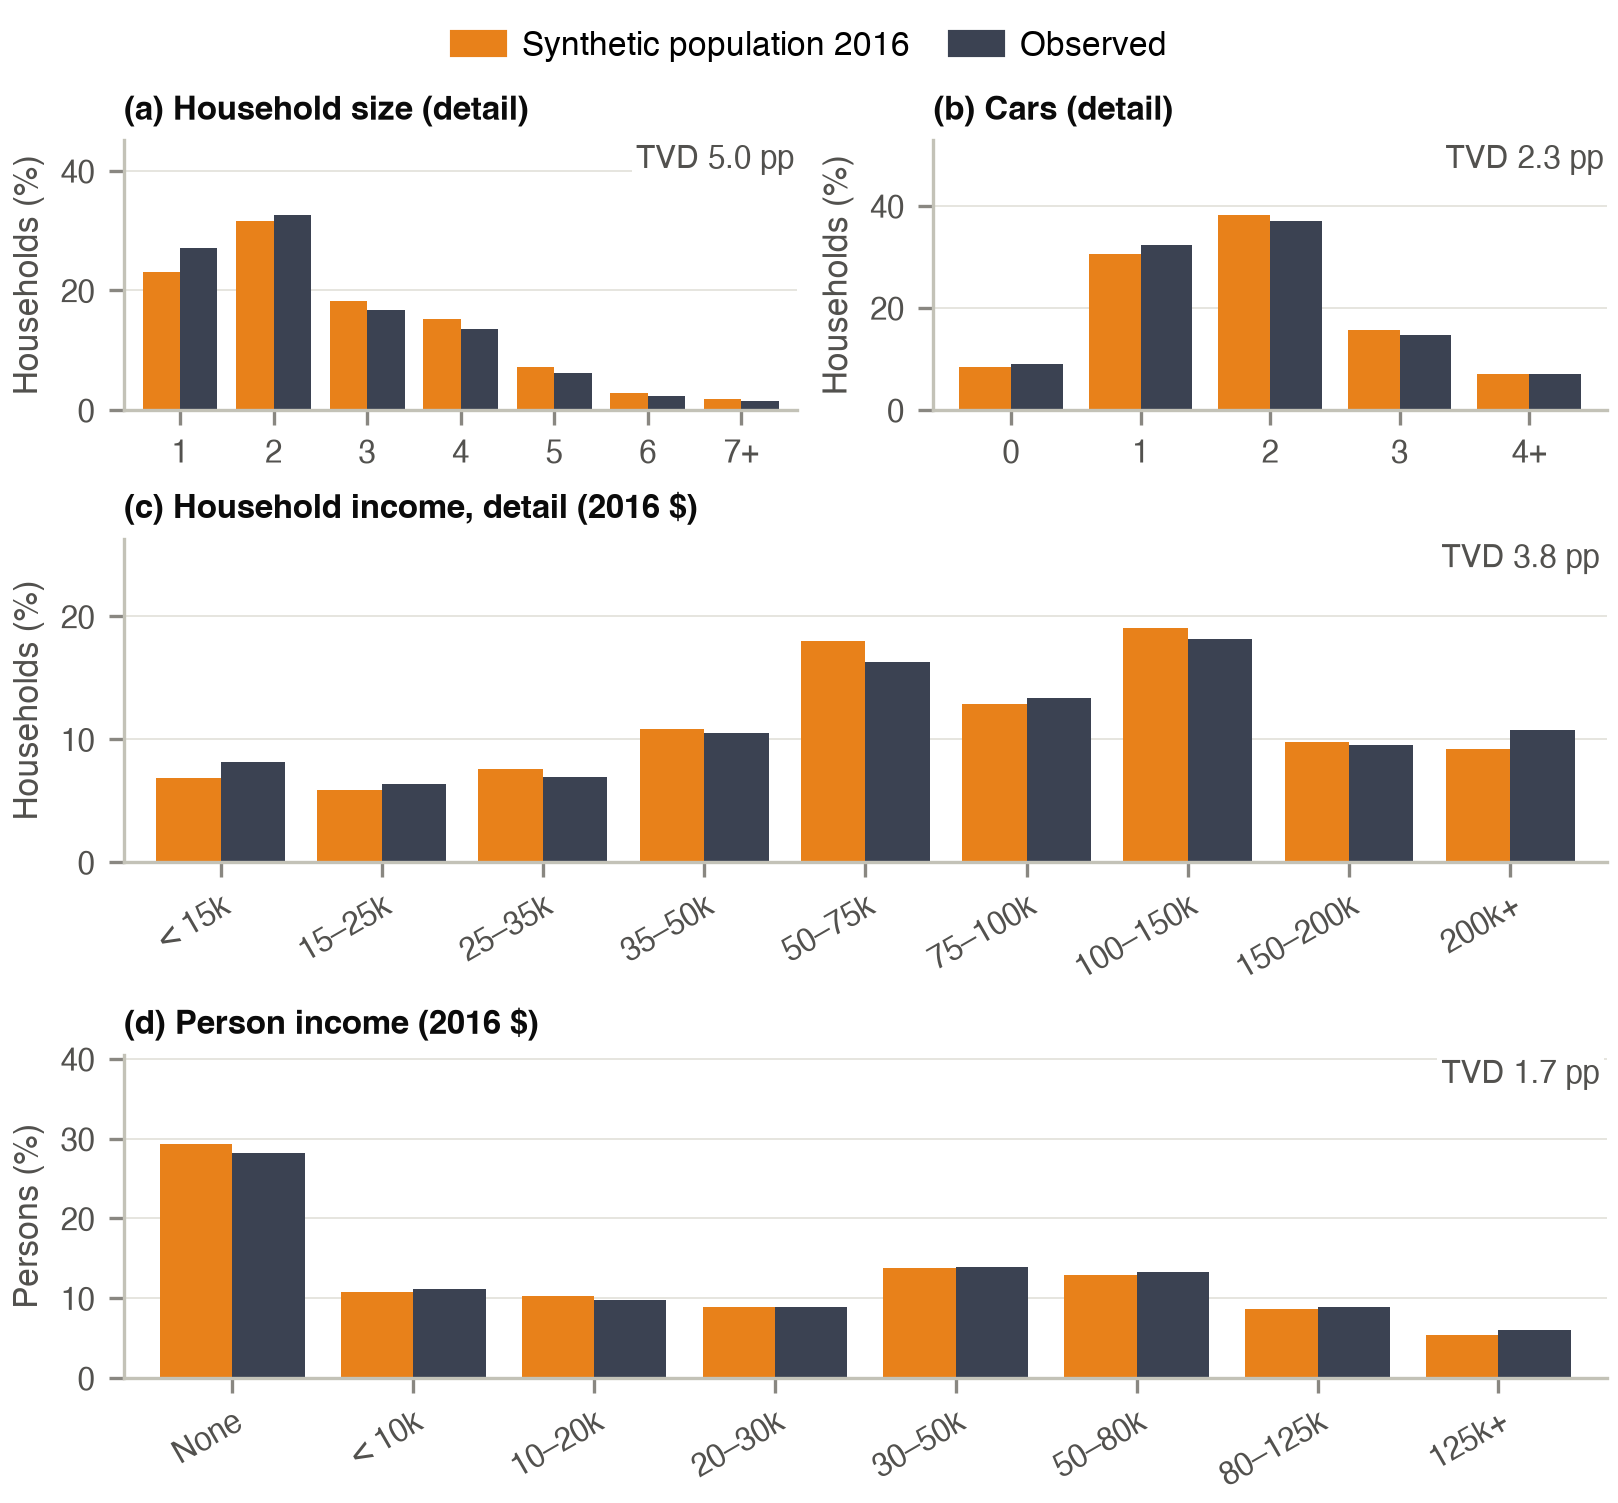 Synthetic population 2016 Observed
(a) Household size (detail)
TVD 5.0 pp
Households (%)
40
20
0
1 2 3 4 5 6 7+
(b) Cars (detail)
TVD 2.3 pp
Households (%)
40
20
0
0 1 2 3 4+
(c) Household income, detail (2016 $)
TVD 3.8 pp
Households (%)
20
10
0
< 15k 15–25k 25–35k 35–50k 50–75k 75–100k 100–150k 150–200k 200k+
(d) Person income (2016 $)
TVD 1.7 pp
Persons (%)
40
30
20
10
0
None < 10k 10–20k 20–30k 30–50k 50–80k 80–125k 125k+